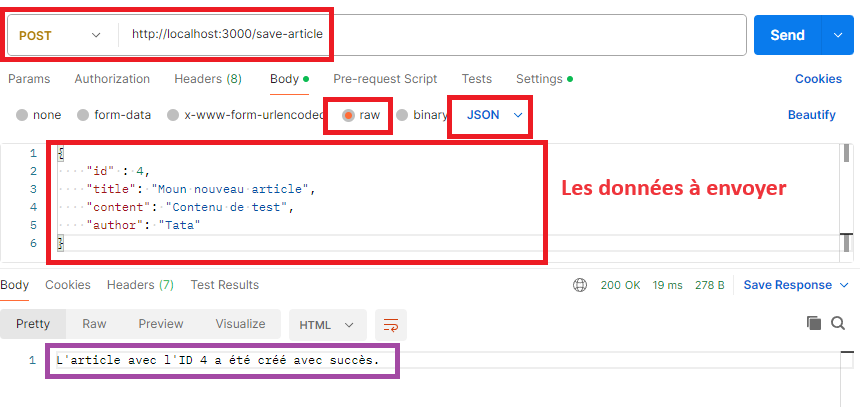 POST http://localhost:3000/save-article Send
Params Authorization Headers (8) Body Pre-request Script Tests Settings Cookies
none form-data x-www-form-urlencoded raw binary JSON Beautify
1 {
2 "id" : 4,
3 "title": "Moun nouveau article",
4 "content": "Contenu de test",
5 "author": "Tata"
6 }
Les données à envoyer
Body Cookies Headers (7) Test Results 200 OK 19 ms 278 B Save Response
Pretty Raw Preview Visualize HTML
1 L'article avec l'ID 4 a été créé avec succès.